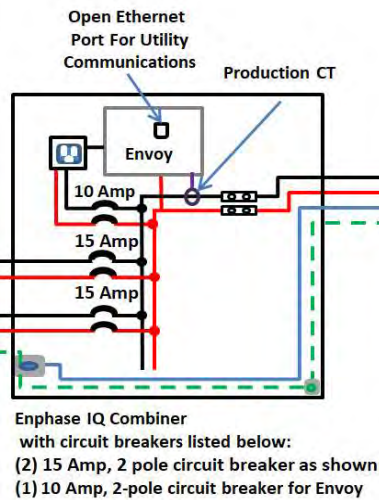 Open Ethernet
Port For Utility
Communications
Production CT
Envoy
10 Amp
15 Amp
15 Amp
Enphase IQ Combiner
with circuit breakers listed below:
(2) 15 Amp, 2 pole circuit breaker as shown
(1) 10 Amp, 2-pole circuit breaker for Envoy